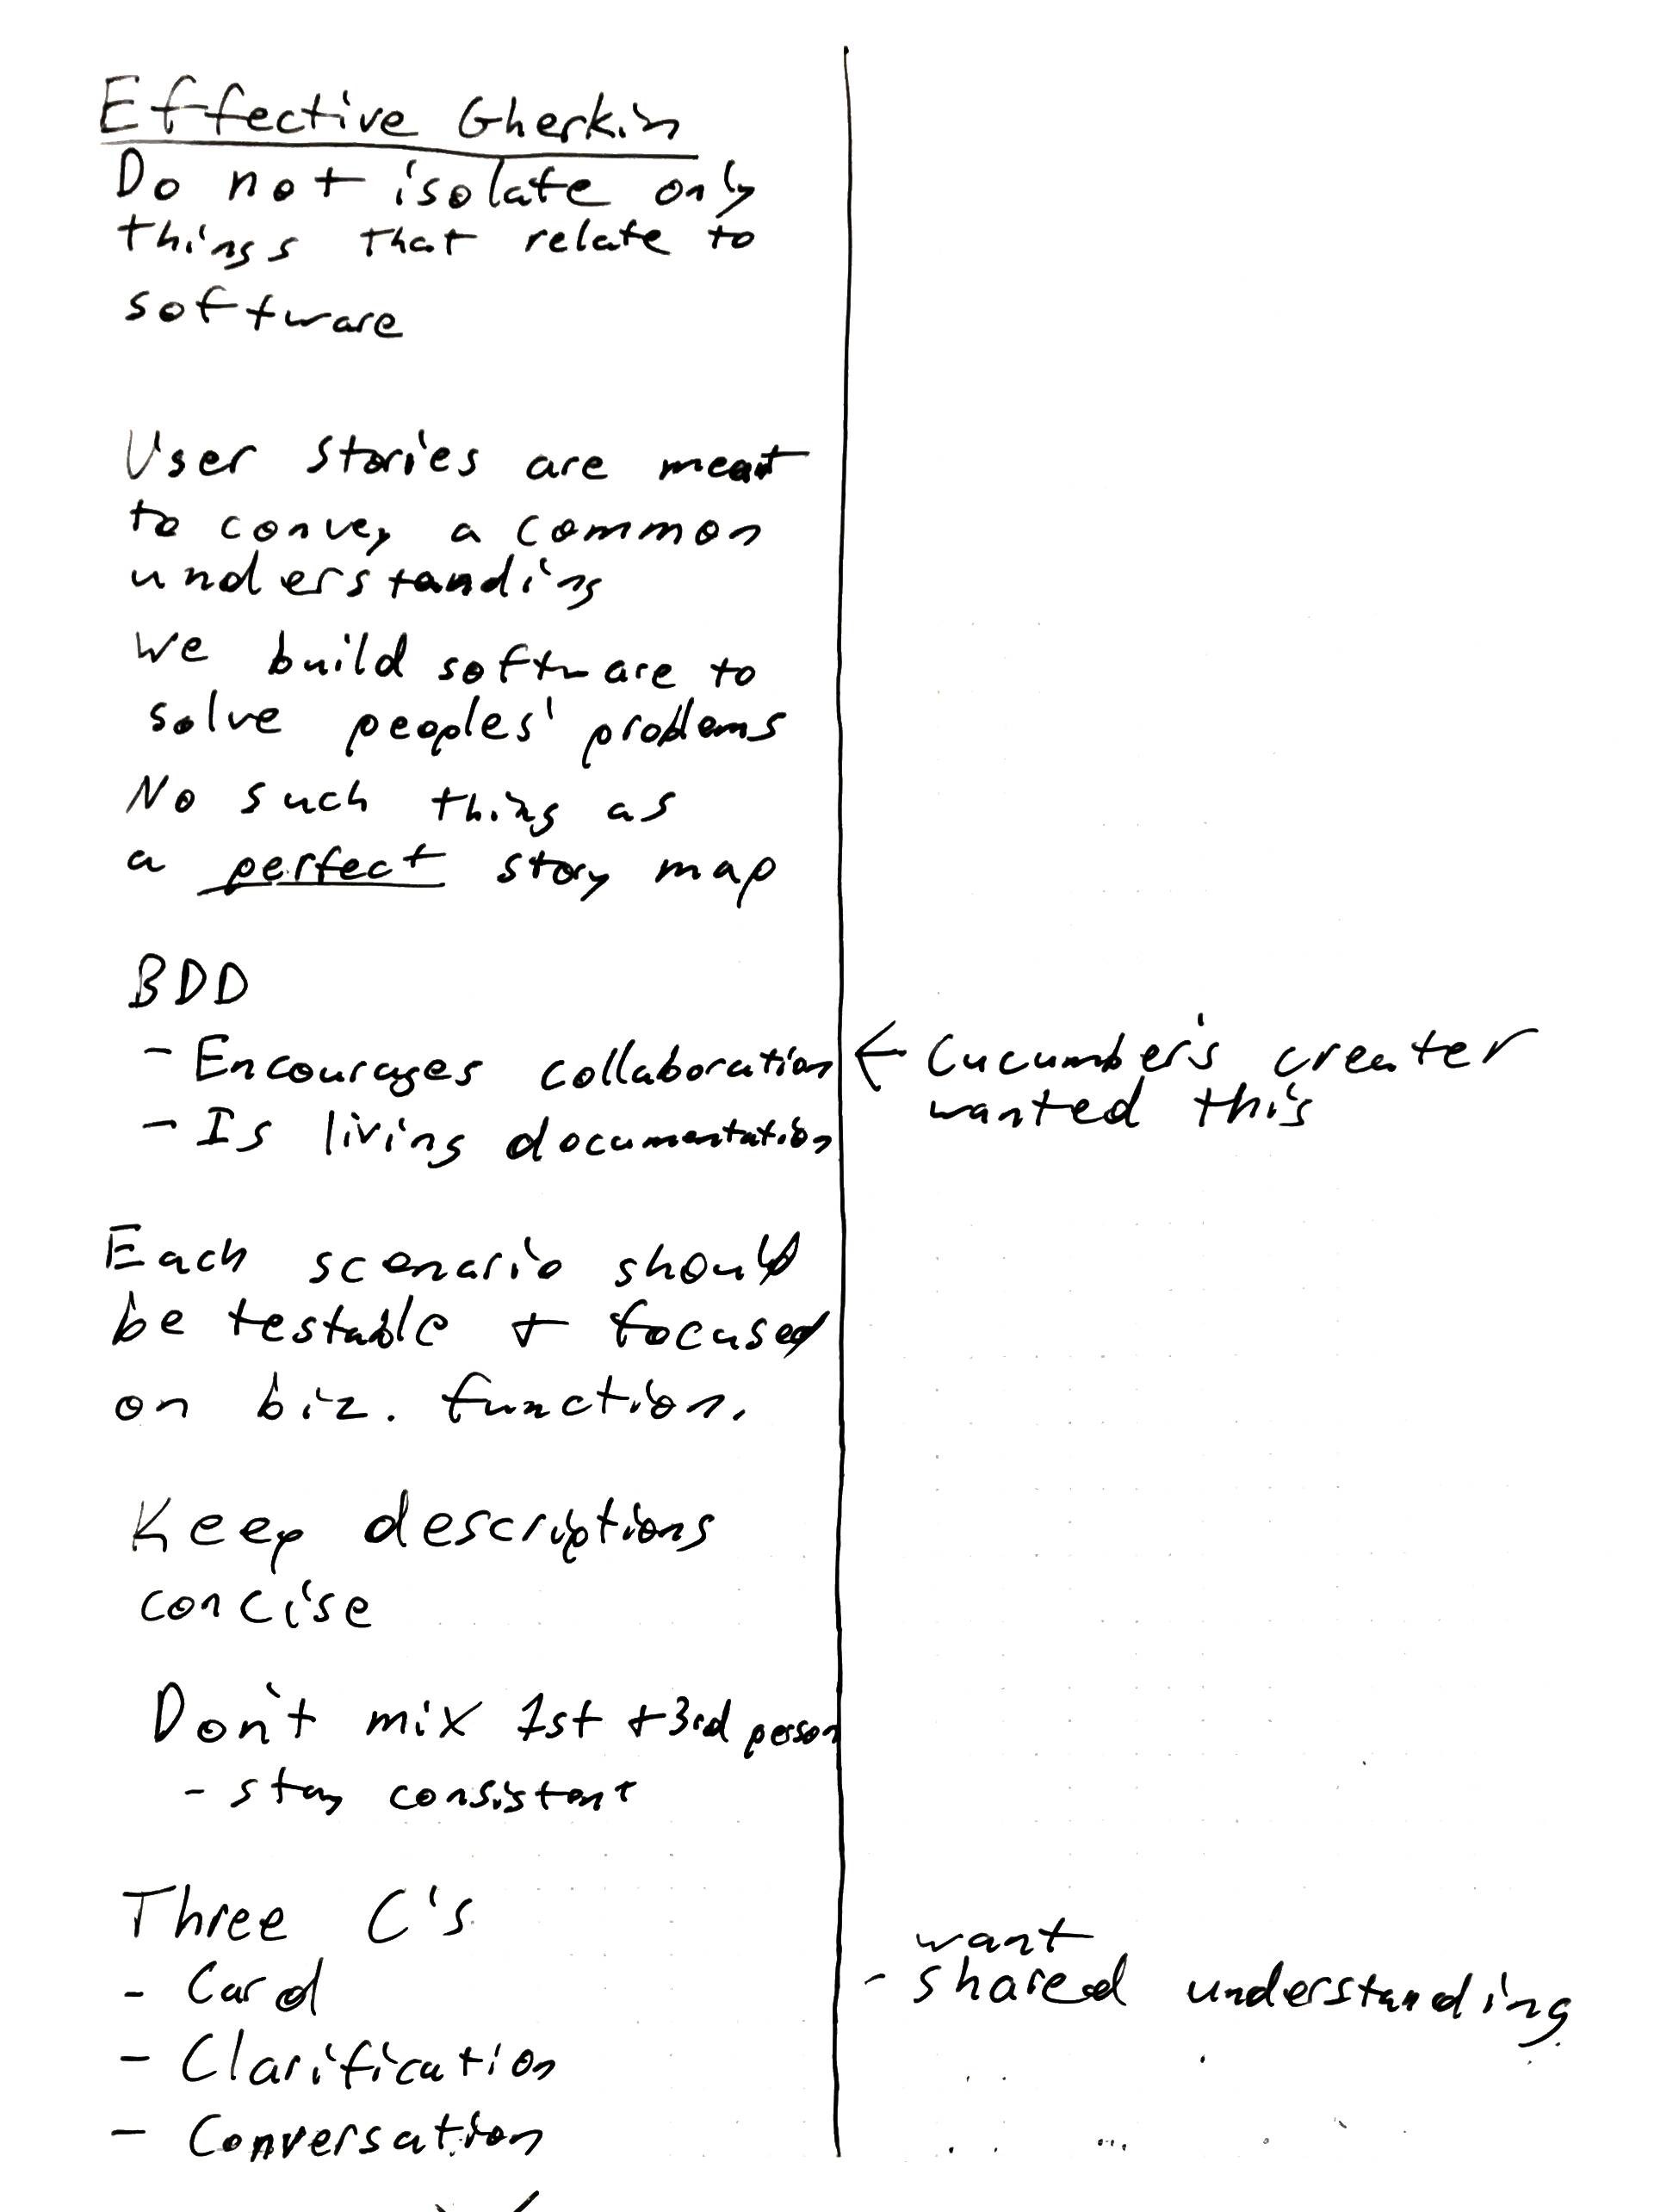 Effective Gherkin
Do not isolate only
things that relate to
software
User stories are meant
to convey a common
understanding
We build software to
solve peoples' problems
No such thing as
a perfect story map
BDD
- Encourages collaboration
← Cucumber's creater
wanted this
- Is living documentation
Each scenario should
be testable + focused
on biz. function.
Keep descriptions
concise
Don't mix 1st + 3rd person
- stay consistent
Three C's
- Card
want
- shared understanding
- Clarification
- Conversation